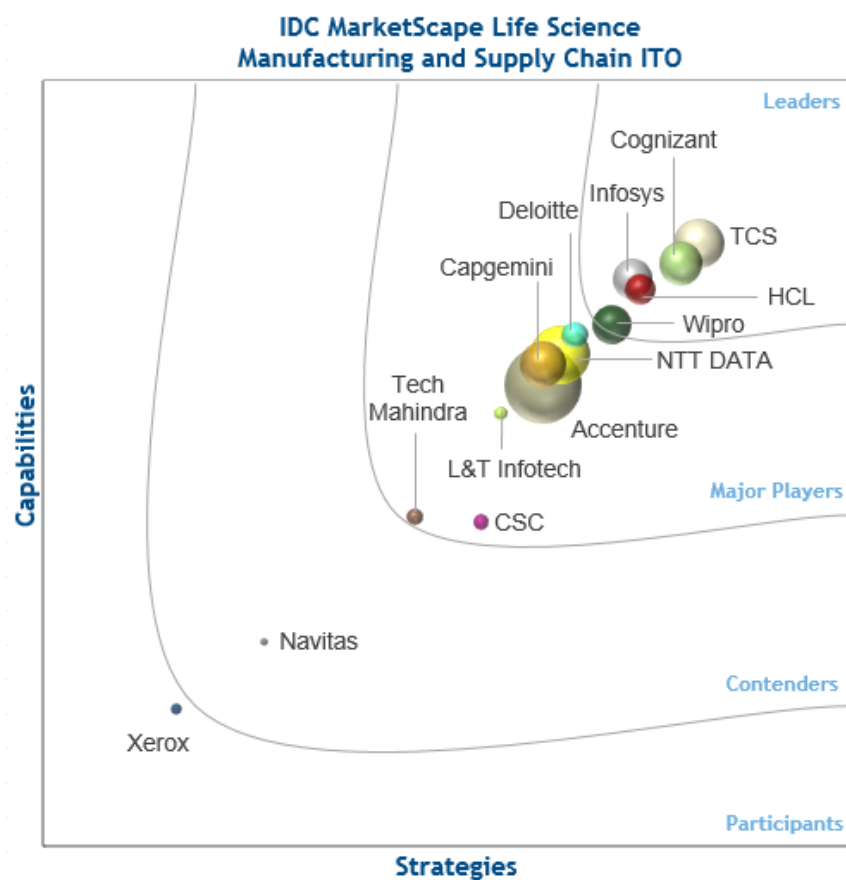 IDC MarketScape Life Science
Manufacturing and Supply Chain ITO
Leaders
Cognizant
Infosys
Deloitte
TCS
Capgemini
HCL
Wipro
NTT DATA
Tech
Mahindra
Accenture
L&T Infotech
Major Players
CSC
Capabilities
Navitas
Contenders
Xerox
Participants
Strategies